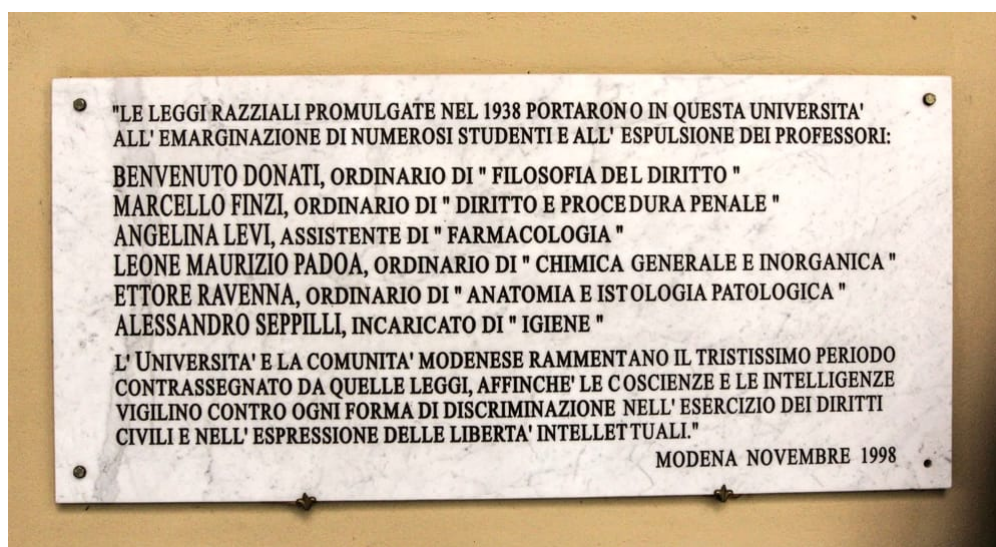 "LE LEGGI RAZZIALI PROMULGATE NEL 1938 PORTARONO IN QUESTA UNIVERSITA'
ALL' EMARGINAZIONE DI NUMEROSI STUDENTI E ALL' ESPULSIONE DEI PROFESSORI:
BENVENUTO DONATI, ORDINARIO DI " FILOSOFIA DEL DIRITTO "
MARCELLO FINZI, ORDINARIO DI " DIRITTO E PROCEDURA PENALE "
ANGELINA LEVI, ASSISTENTE DI " FARMACOLOGIA "
LEONE MAURIZIO PADOA, ORDINARIO DI " CHIMICA GENERALE E INORGANICA "
ETTORE RAVENNA, ORDINARIO DI " ANATOMIA E ISTOLOGIA PATOLOGICA "
ALESSANDRO SEPPILLI, INCARICATO DI " IGIENE "
L' UNIVERSITA' E LA COMUNITA' MODENESE RAMMENTANO IL TRISTISSIMO PERIODO
CONTRASSEGNATO DA QUELLE LEGGI, AFFINCHE' LE COSCIENZE E LE INTELLIGENZE
VIGILINO CONTRO OGNI FORMA DI DISCRIMINAZIONE NELL' ESERCIZIO DEI DIRITTI
CIVILI E NELL' ESPRESSIONE DELLE LIBERTA' INTELLETTUALI."
MODENA NOVEMBRE 1998